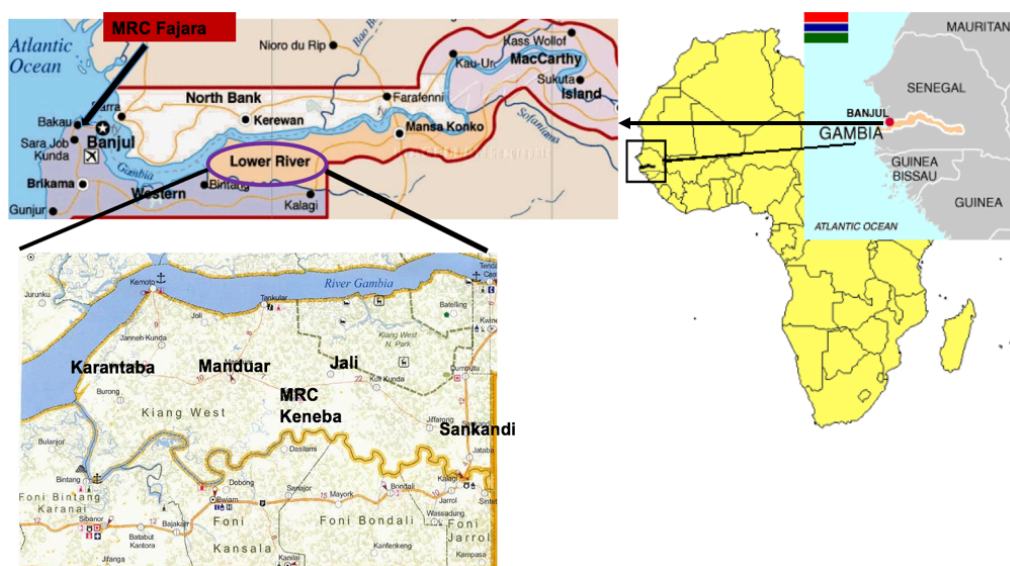 MRC Fajara
Atlantic
Ocean
Nioro du Rip
Kass Wollof
Kau-Ur
MacCarthy
Sukuta
Island
North Bank
Farafenni
Barra
Bakau
Kerewan
Mansa Konko
Sara Job
Kunda
Banjul
Lower River
Gambia
Brikama
Western
Bintang
Gunjur
Kalagi
MAURITAN
SENEGAL
BANJUL
GAMBIA
GUINEA
BISSAU
GUINEA
ATLANTIC OCEAN
Kemoto
River Gambia
Jurunku
Tankular
Joli
Batelling
Janneh Kunda
Kiang West
N. Park
Karantaba
Manduar
Jali
Dumputu
Burong
Kuli Kunda
MRC
Keneba
Kiang West
Jiffarong
Sankandi
Bulanjor
Jataba
Bintang
Kalagi
Dobong
Sanajor
Bondali
Foni Bintang
Karanai
Bwiam
Mayork
Jarrol
Sibanor
Wassadung
Bajakarr
Foni
Kansala
Foni Bondali
Foni
Jarrol
Batabut
Kantora
Kanfenkeng
Kampasa
Jifanga